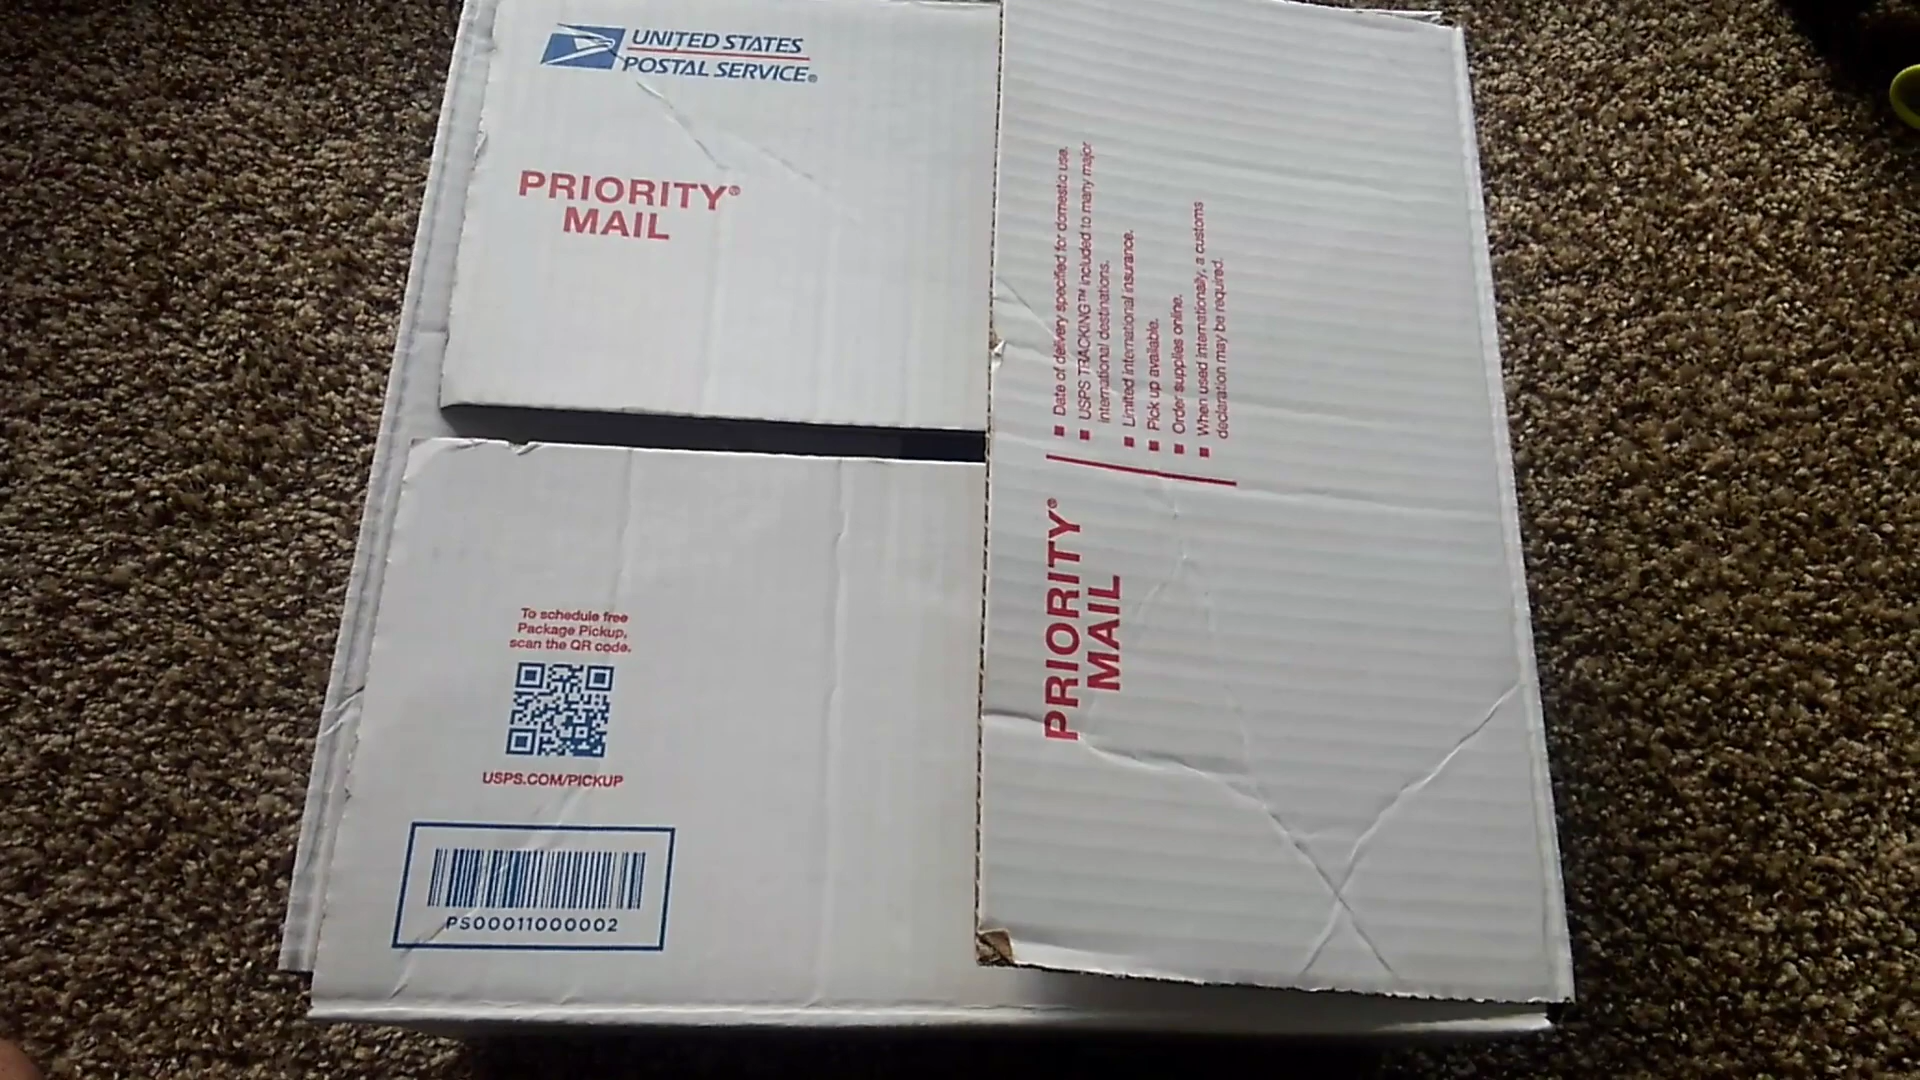 UNITED STATES
POSTAL SERVICE®
PRIORITY®
MAIL
To schedule free
Package Pickup,
scan the QR code.
USPS.COM/PICKUP
PS00011000002
PRIORITY®
MAIL
■ Date of delivery specified for domestic use.
■ USPS TRACKING™ included to many major
international destinations.
■ Limited international insurance.
■ Pick up available.
■ Order supplies online.
■ When used internationally, a customs
declaration may be required.